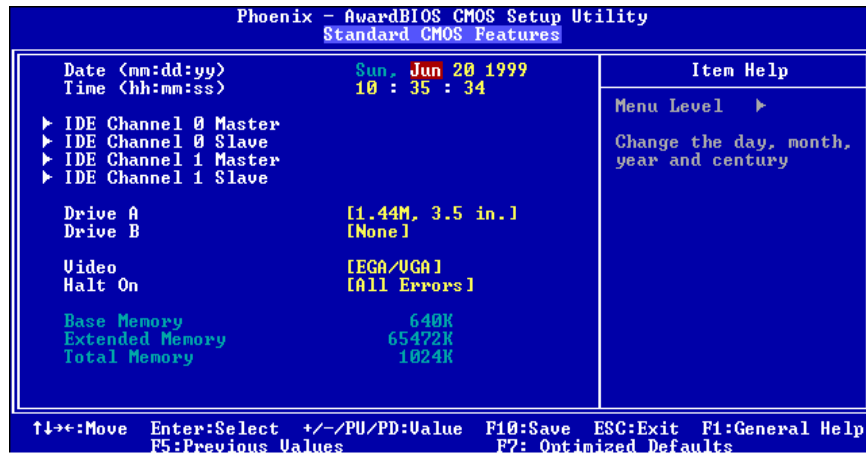 Phoenix - AwardBIOS CMOS Setup Utility
Standard CMOS Features
Date (mm:dd:yy) Sun, Jun 20 1999
Time (hh:mm:ss) 10 : 35 : 34
IDE Channel 0 Master
IDE Channel 0 Slave
IDE Channel 1 Master
IDE Channel 1 Slave
Drive A [1.44M, 3.5 in.]
Drive B [None]
Video [EGA/VGA]
Halt On [All Errors]
Base Memory 640K
Extended Memory 65472K
Total Memory 1024K
Item Help
Menu Level ▶
Change the day, month,
year and century
↑↓→←:Move Enter:Select +/-/PU/PD:Value F10:Save ESC:Exit F1:General Help
F5:Previous Values F7: Optimized Defaults